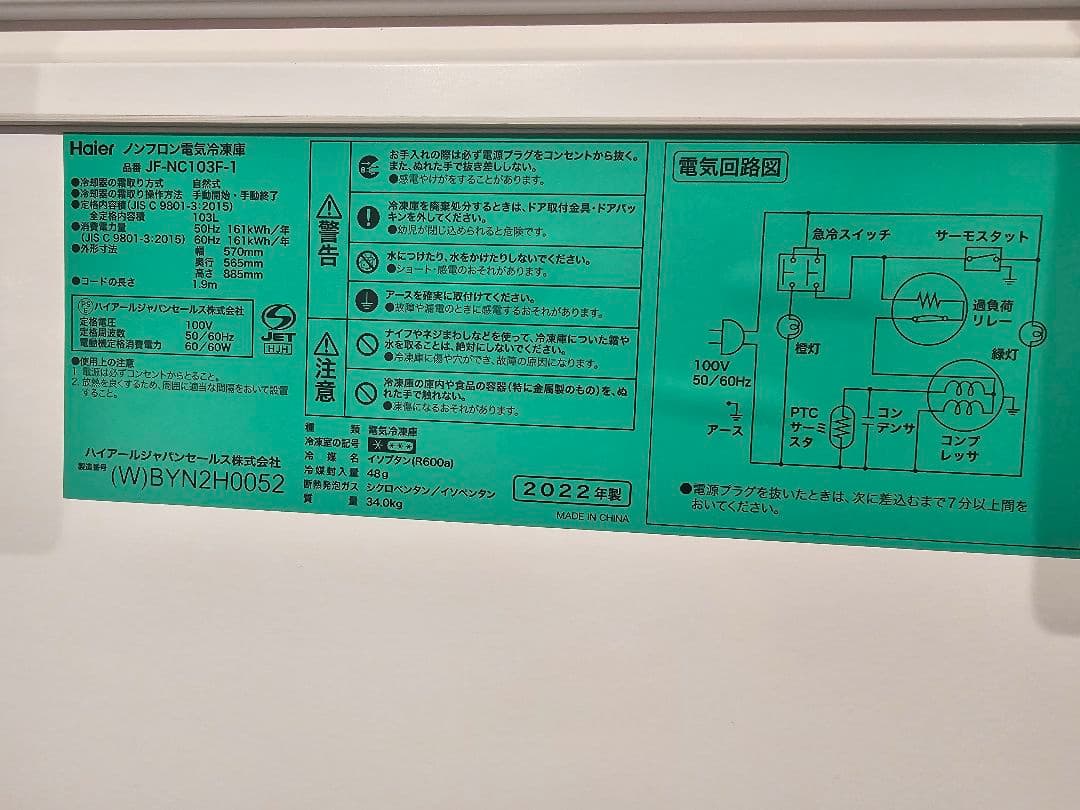 Haier ノンフロン電気冷凍庫
品番 JF-NC103F-1
●冷却器の霜取り方式 自然式
●冷却器の霜取り操作方法 手動開始・手動終了
●定格内容積(JIS C 9801-3:2015)
全定格内容積 103L
●消費電力量 50Hz 161kWh/年
(JIS C 9801-3:2015) 60Hz 161kWh/年
●外形寸法 幅 570mm
奥行 565mm
高さ 885mm
●コードの長さ 1.9m
PS E ハイアールジャパンセールス株式会社
定格電圧 100V
定格周波数 50/60Hz
電動機定格消費電力 60/60W
JET
HJH
●使用上の注意
1. 電源は必ずコンセントからとること。
2. 放熱を良くするため、周囲に適当な間隔をおいて設置
すること。
ハイアールジャパンセールス株式会社
製造番号 (W)BYN2H0052
警告
お手入れの際は必ず電源プラグをコンセントから抜く。
また、ぬれた手で抜き差ししない。
●感電やけがをすることがあります。
冷凍庫を廃棄処分するときは、ドア取付金具・ドアパッ
キンを外してください。
●幼児が閉じ込められると危険です。
水につけたり、水をかけたりしないでください。
●ショート・感電のおそれがあります。
アースを確実に取付けてください。
●故障や漏電のときに感電するおそれがあります。
注意
ナイフやネジまわしなどを使って、冷凍庫についた霜や
氷を取ることは、絶対にしないでください。
●冷凍庫に傷や穴ができ、故障の原因になります。
冷凍庫の庫内や食品の容器(特に金属製のもの)を、ぬ
れた手で触れない。
●凍傷になるおそれがあります。
種類 電気冷凍庫
冷凍室の記号
冷媒名 イソブタン(R600a)
冷媒封入量 48g
断熱発泡ガス シクロペンタン/イソペンタン
質量 34.0kg
2022年製
MADE IN CHINA
電気回路図
急冷スイッチ
サーモスタット
過負荷
リレー
橙灯
緑灯
100V
50/60Hz
アース
PTC
サーミ
スタ
コン
デンサ
コンプ
レッサ
●電源プラグを抜いたときは、次に差込むまで7分以上間を
おいてください。